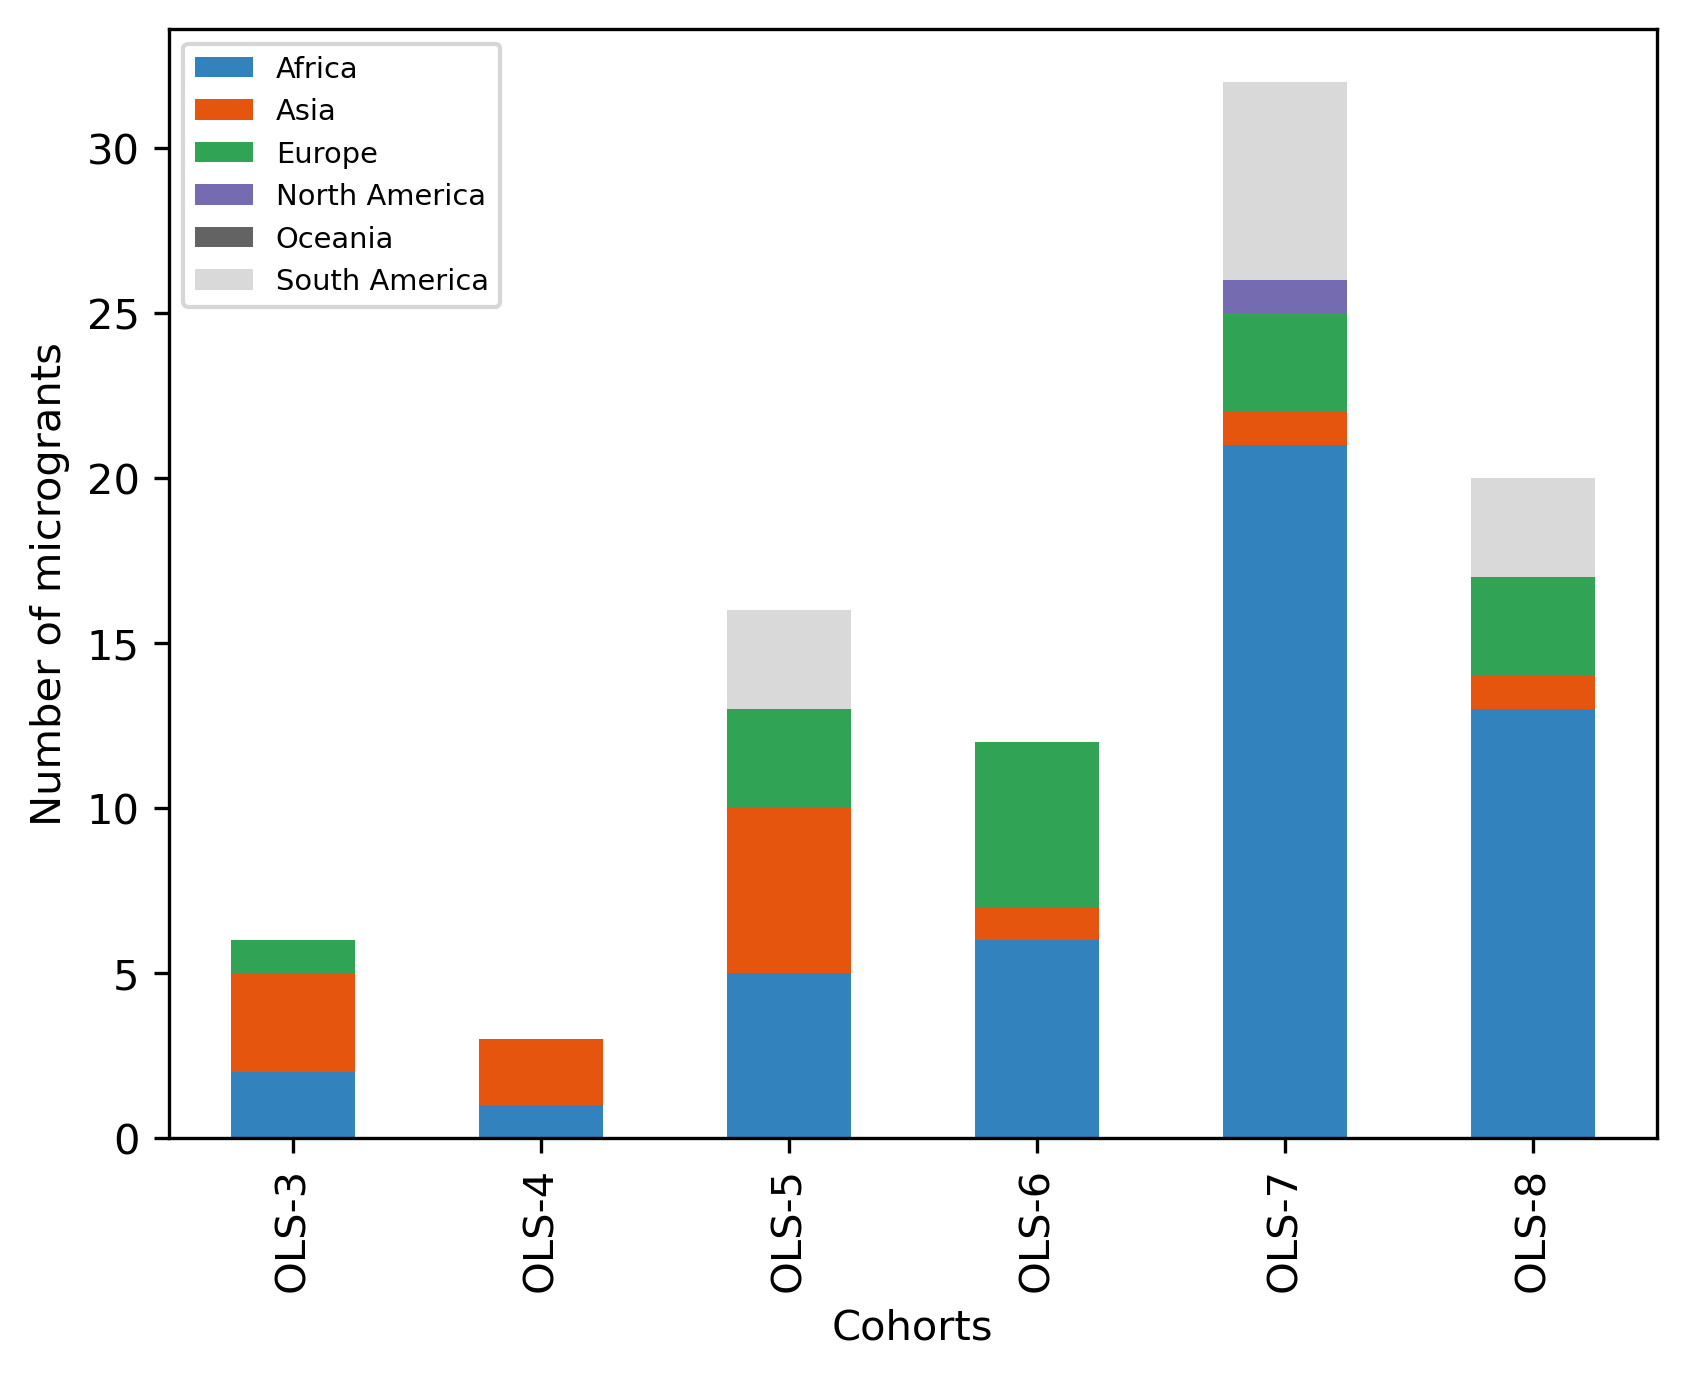 Africa
Asia
Europe
North America
Oceania
South America
Number of microgrants
30
25
20
15
10
5
0
OLS-3
OLS-4
OLS-5
OLS-6
OLS-7
OLS-8
Cohorts